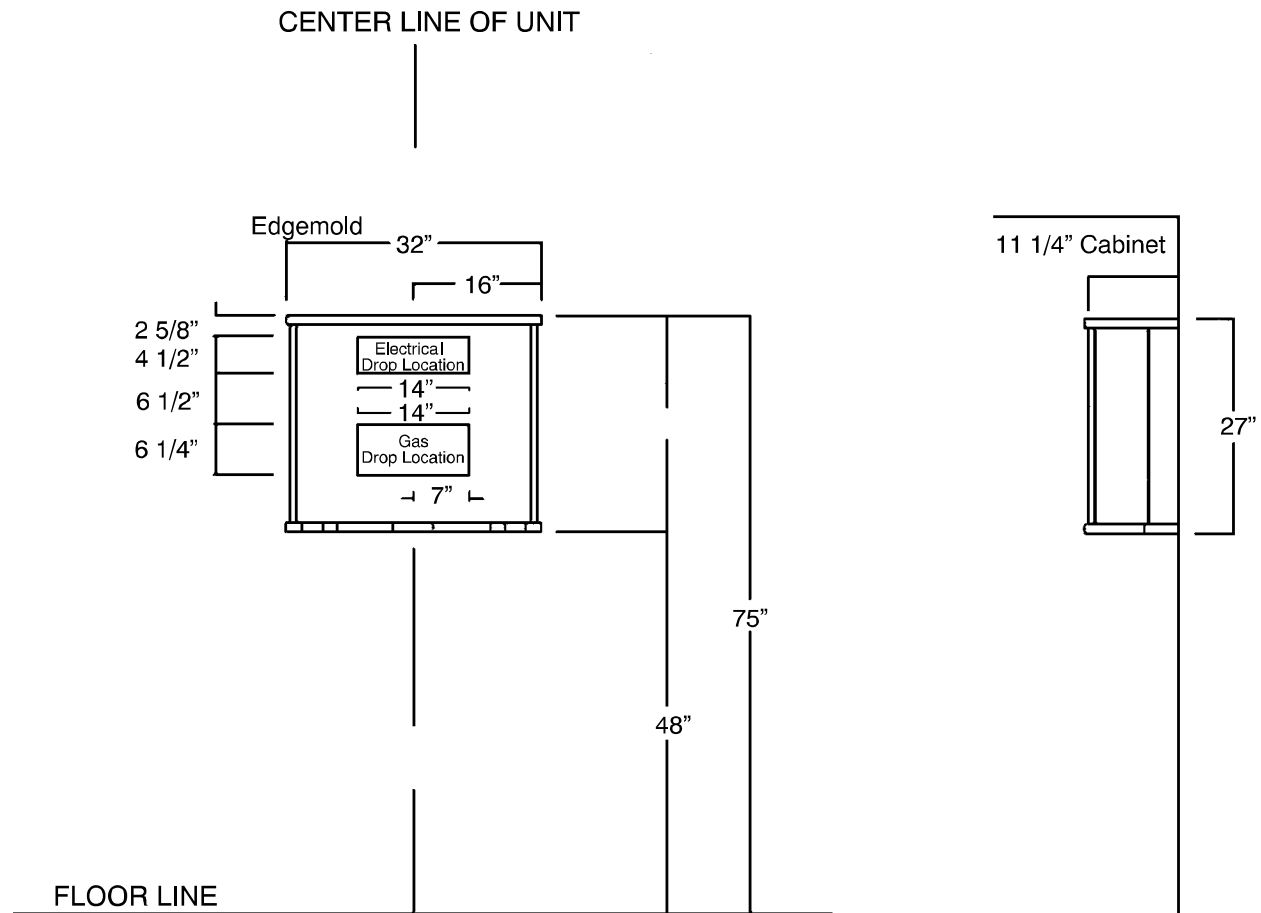 CENTER LINE OF UNIT
Edgemold
32”
11 1/4” Cabinet
16”
2 5/8”
4 1/2”
Electrical
Drop Location
14”
6 1/2”
14”
6 1/4”
Gas
Drop Location
7”
27”
75”
48”
FLOOR LINE